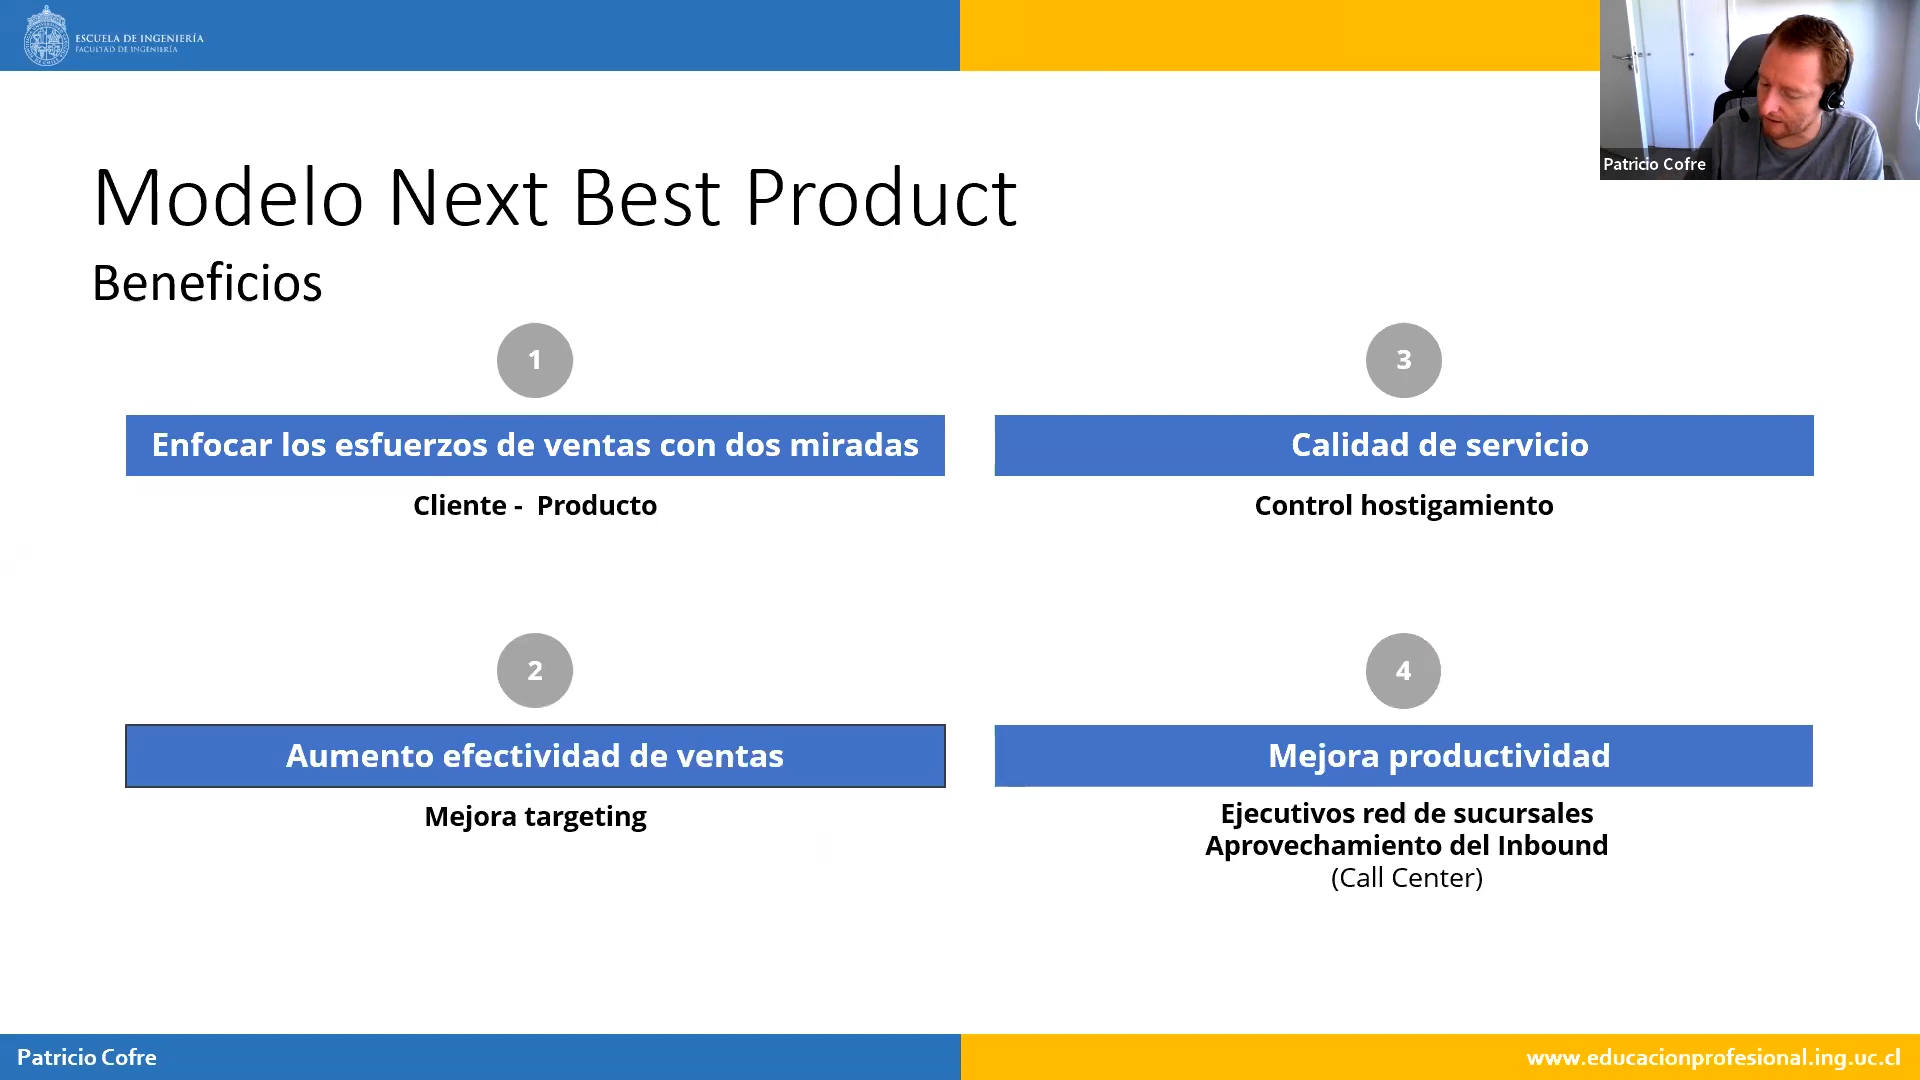 ESCUELA DE INGENIERÍA
FACULTAD DE INGENIERÍA
Patricio Cofre
Modelo Next Best Product
Beneficios
1
Enfocar los esfuerzos de ventas con dos miradas
Cliente - Producto
2
Aumento efectividad de ventas
Mejora targeting
3
Calidad de servicio
Control hostigamiento
4
Mejora productividad
Ejecutivos red de sucursales
Aprovechamiento del Inbound
(Call Center)
Patricio Cofre
www.educacionprofesional.ing.uc.cl